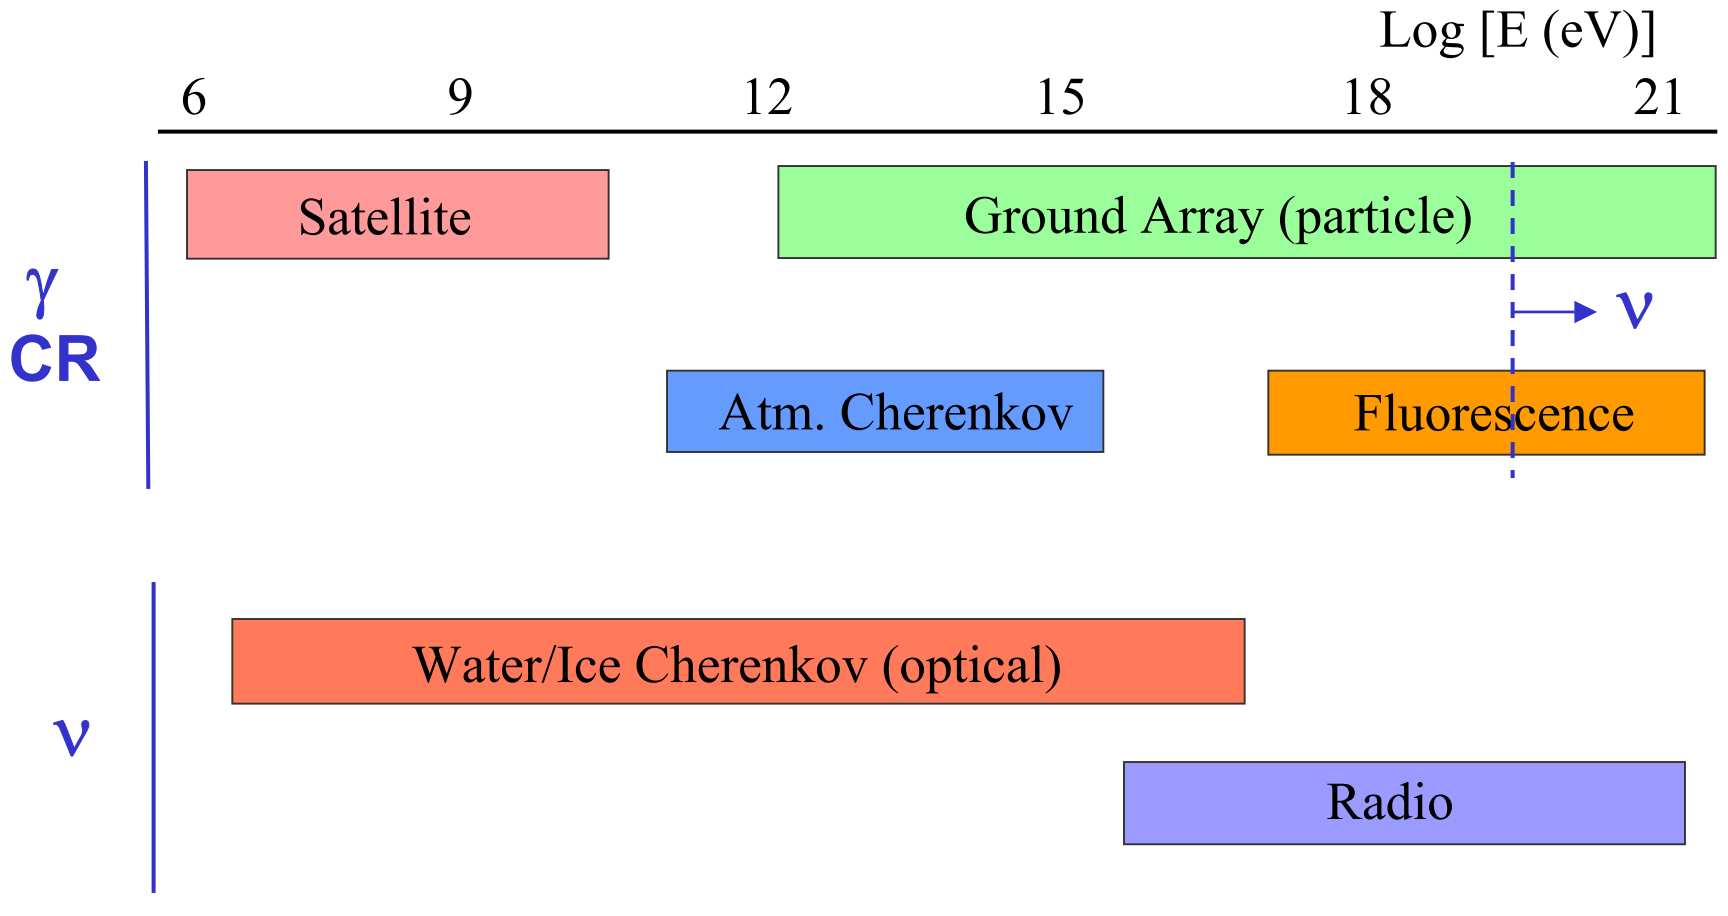 Log [E (eV)]
6 9 12 15 18 21
Satellite
Ground Array (particle)
γ
CR
ν
Atm. Cherenkov
Fluorescence
Water/Ice Cherenkov (optical)
ν
Radio